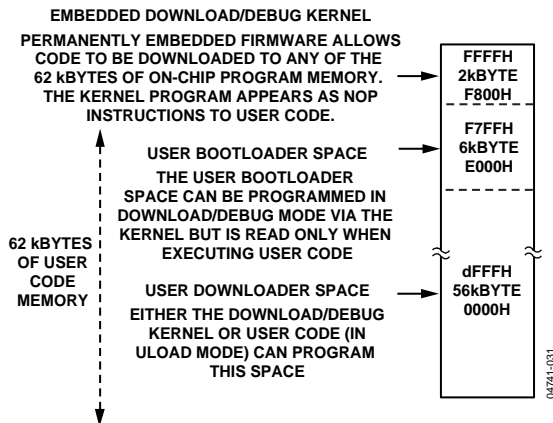 EMBEDDED DOWNLOAD/DEBUG KERNEL
PERMANENTLY EMBEDDED FIRMWARE ALLOWS
CODE TO BE DOWNLOADED TO ANY OF THE
62 kBYTES OF ON-CHIP PROGRAM MEMORY.
THE KERNEL PROGRAM APPEARS AS NOP
INSTRUCTIONS TO USER CODE.
FFFFH
2kBYTE
F800H
USER BOOTLOADER SPACE
THE USER BOOTLOADER
SPACE CAN BE PROGRAMMED IN
DOWNLOAD/DEBUG MODE VIA THE
KERNEL BUT IS READ ONLY WHEN
EXECUTING USER CODE
F7FFH
6kBYTE
E000H
62 kBYTES
OF USER
CODE
MEMORY
USER DOWNLOADER SPACE
EITHER THE DOWNLOAD/DEBUG
KERNEL OR USER CODE (IN
ULOAD MODE) CAN PROGRAM
THIS SPACE
dFFFH
56kBYTE
0000H
04741-031